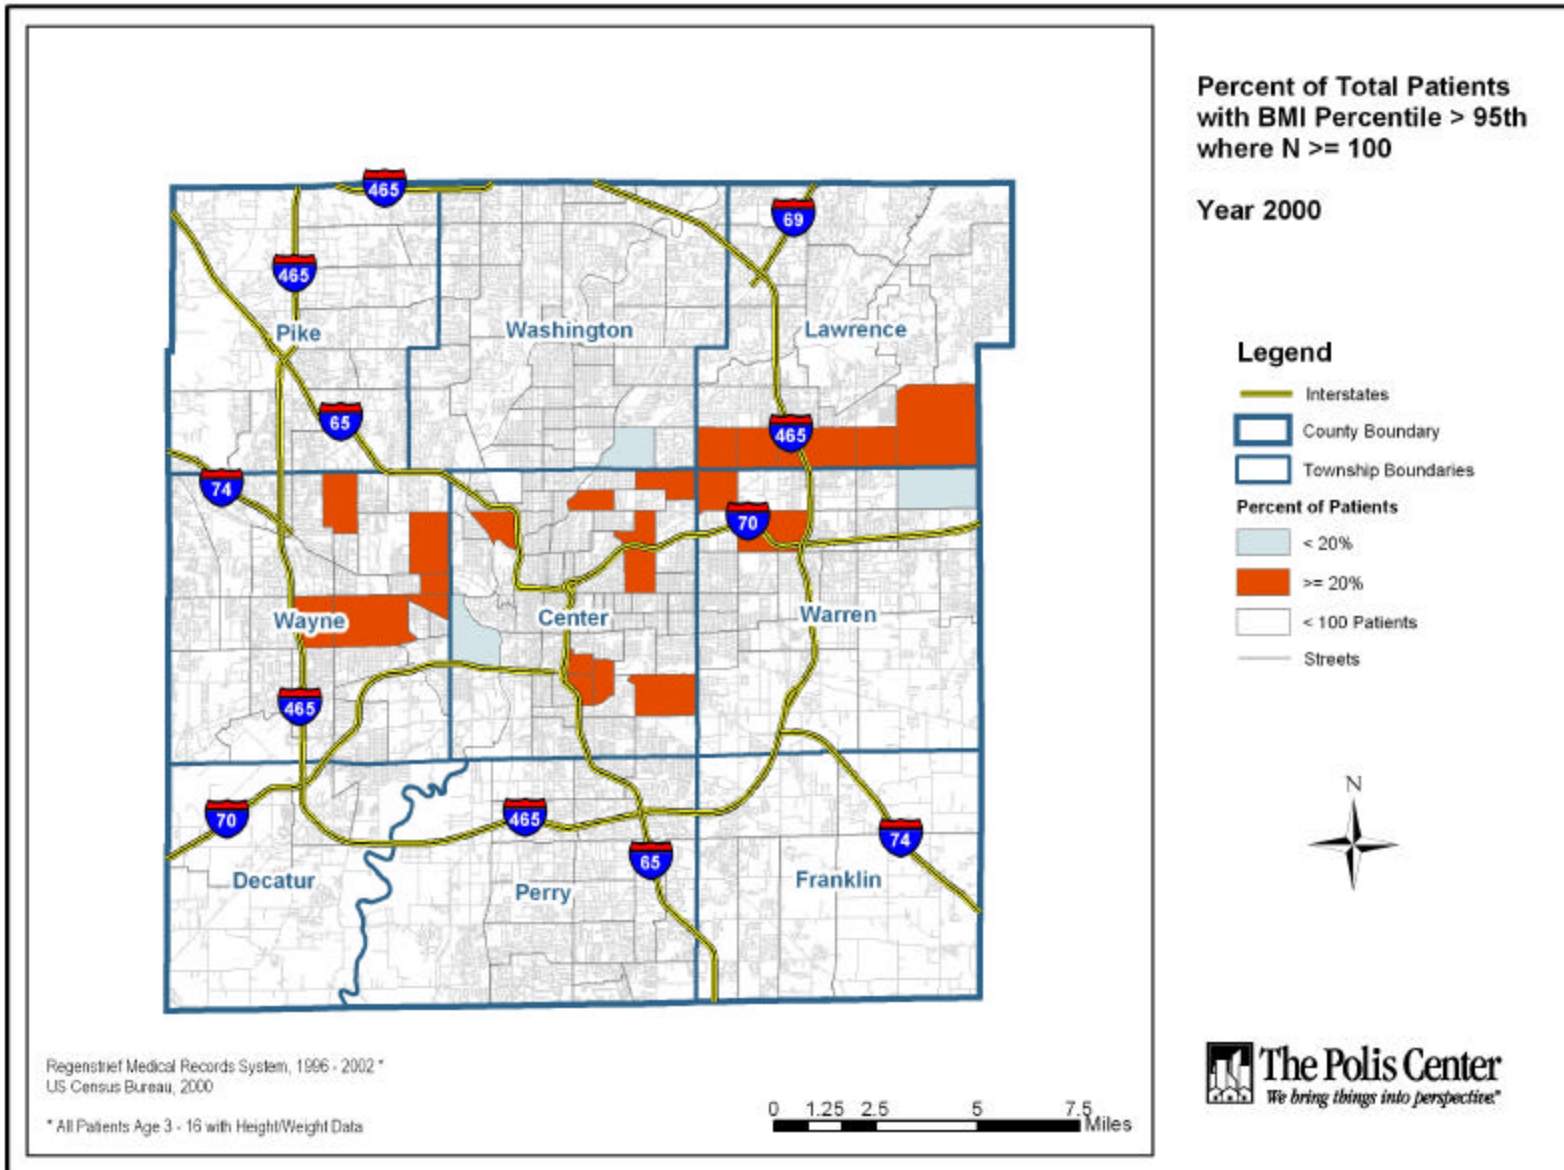 Percent of Total Patients
with BMI Percentile > 95th
where N >= 100
Year 2000
465
69
465
Pike
Washington
Lawrence
65
465
74
70
Wayne
Center
Warren
465
70
465
65
74
Decatur
Perry
Franklin
Legend
Interstates
County Boundary
Township Boundaries
Percent of Patients
< 20%
>= 20%
< 100 Patients
Streets
N
Regenstrief Medical Records System, 1996 - 2002 *
US Census Bureau, 2000
* All Patients Age 3 - 16 with Height/Weight Data
0 1.25 2.5 5 7.5
Miles
The Polis Center
We bring things into perspective.®